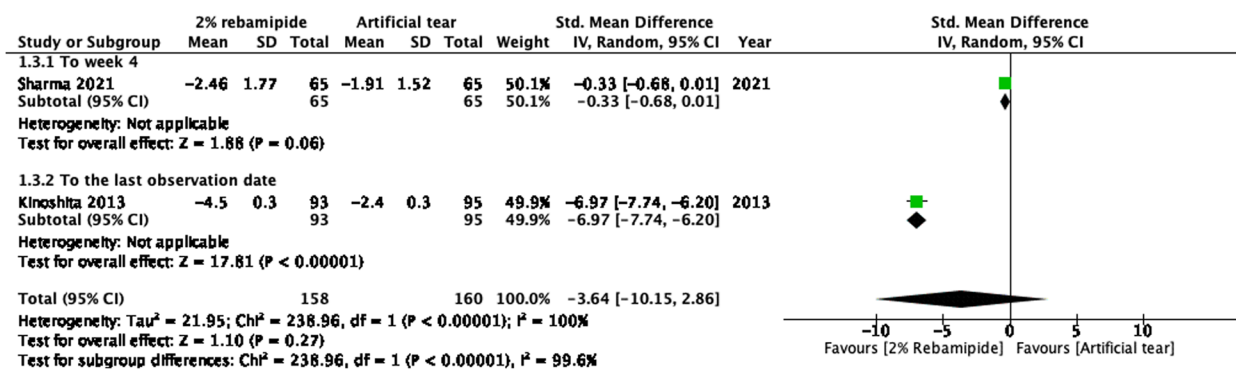 2% rebamipide Artificial tear Std. Mean Difference Std. Mean Difference
Study or Subgroup Mean SD Total Mean SD Total Weight IV, Random, 95% CI Year IV, Random, 95% CI
1.3.1 To week 4
Sharma 2021 −2.46 1.77 65 −1.91 1.52 65 50.1% −0.33 [−0.68, 0.01] 2021
Subtotal (95% CI) 65 65 50.1% −0.33 [−0.68, 0.01]
Heterogeneity: Not applicable
Test for overall effect: Z = 1.88 (P = 0.06)
1.3.2 To the last observation date
Kinoshita 2013 −4.5 0.3 93 −2.4 0.3 95 49.9% −6.97 [−7.74, −6.20] 2013
Subtotal (95% CI) 93 95 49.9% −6.97 [−7.74, −6.20]
Heterogeneity: Not applicable
Test for overall effect: Z = 17.81 (P < 0.00001)
Total (95% CI) 158 160 100.0% −3.64 [−10.15, 2.86]
Heterogeneity: Tau² = 21.95; Chi² = 238.96, df = 1 (P < 0.00001); I² = 100%
Test for overall effect: Z = 1.10 (P = 0.27)
Test for subgroup differences: Chi² = 238.96, df = 1 (P < 0.00001), I² = 99.6%
−10 −5 0 5 10
Favours [2% Rebamipide] Favours [Artificial tear]